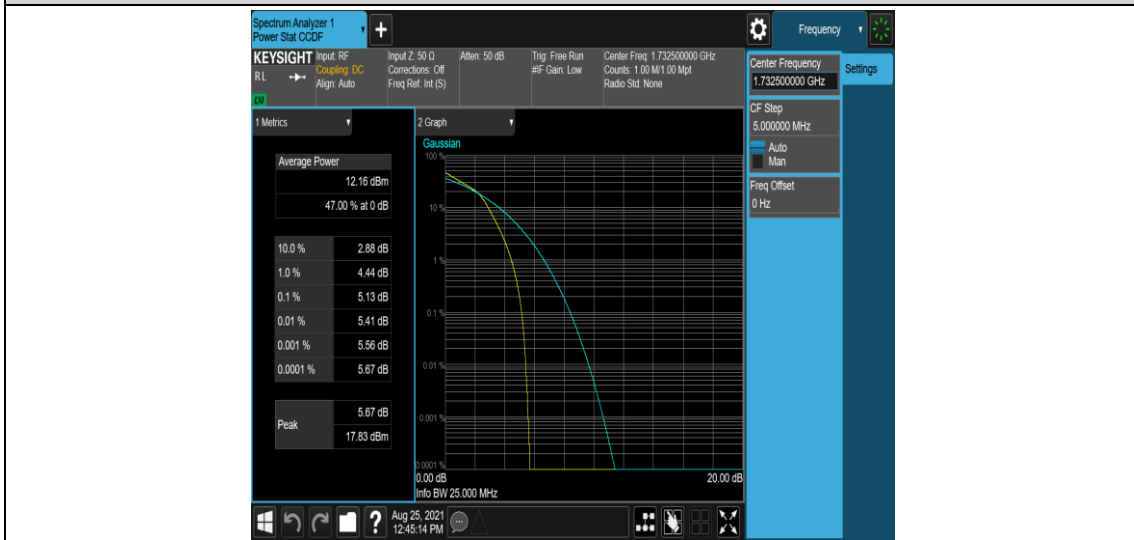 Spectrum Analyzer 1
Power Stat CCDF
+
Frequency
KEYSIGHT
R L
LXI
Input: RF
Coupling: DC
Align: Auto
Input Z: 50 Ω
Corrections: Off
Freq Ref: Int (S)
Atten: 50 dB
Trig: Free Run
#IF Gain: Low
Center Freq: 1.732500000 GHz
Counts: 1.00 M/1.00 Mpt
Radio Std: None
Center Frequency
1.732500000 GHz
Settings
CF Step
5.000000 MHz
Auto
Man
Freq Offset
0 Hz
1 Metrics
Average Power
12.16 dBm
47.00 % at 0 dB
10.0 % 2.88 dB
1.0 % 4.44 dB
0.1 % 5.13 dB
0.01 % 5.41 dB
0.001 % 5.56 dB
0.0001 % 5.67 dB
Peak
5.67 dB
17.83 dBm
2 Graph
Gaussian
100 %
10 %
1 %
0.1 %
0.01 %
0.001 %
0.0001 %
0.00 dB 20.00 dB
Info BW 25.000 MHz
?
Aug 25, 2021
12:45:14 PM